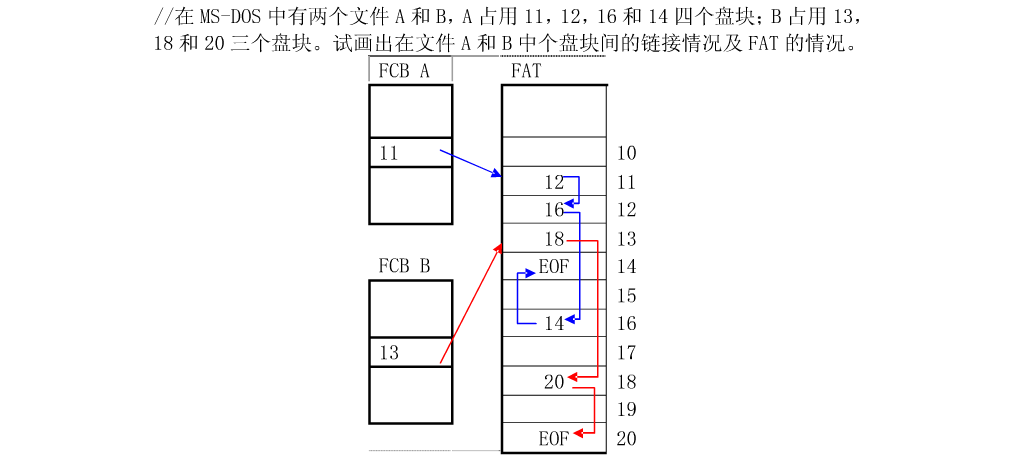 //在 MS-DOS 中有两个文件 A 和 B，A 占用 11，12，16 和 14 四个盘块；B 占用 13，
18 和 20 三个盘块。试画出在文件 A 和 B 中个盘块间的链接情况及 FAT 的情况。
FCB A
FAT
11
10
12
11
16
12
18
13
FCB B
EOF
14
15
14
16
13
17
20
18
19
EOF
20